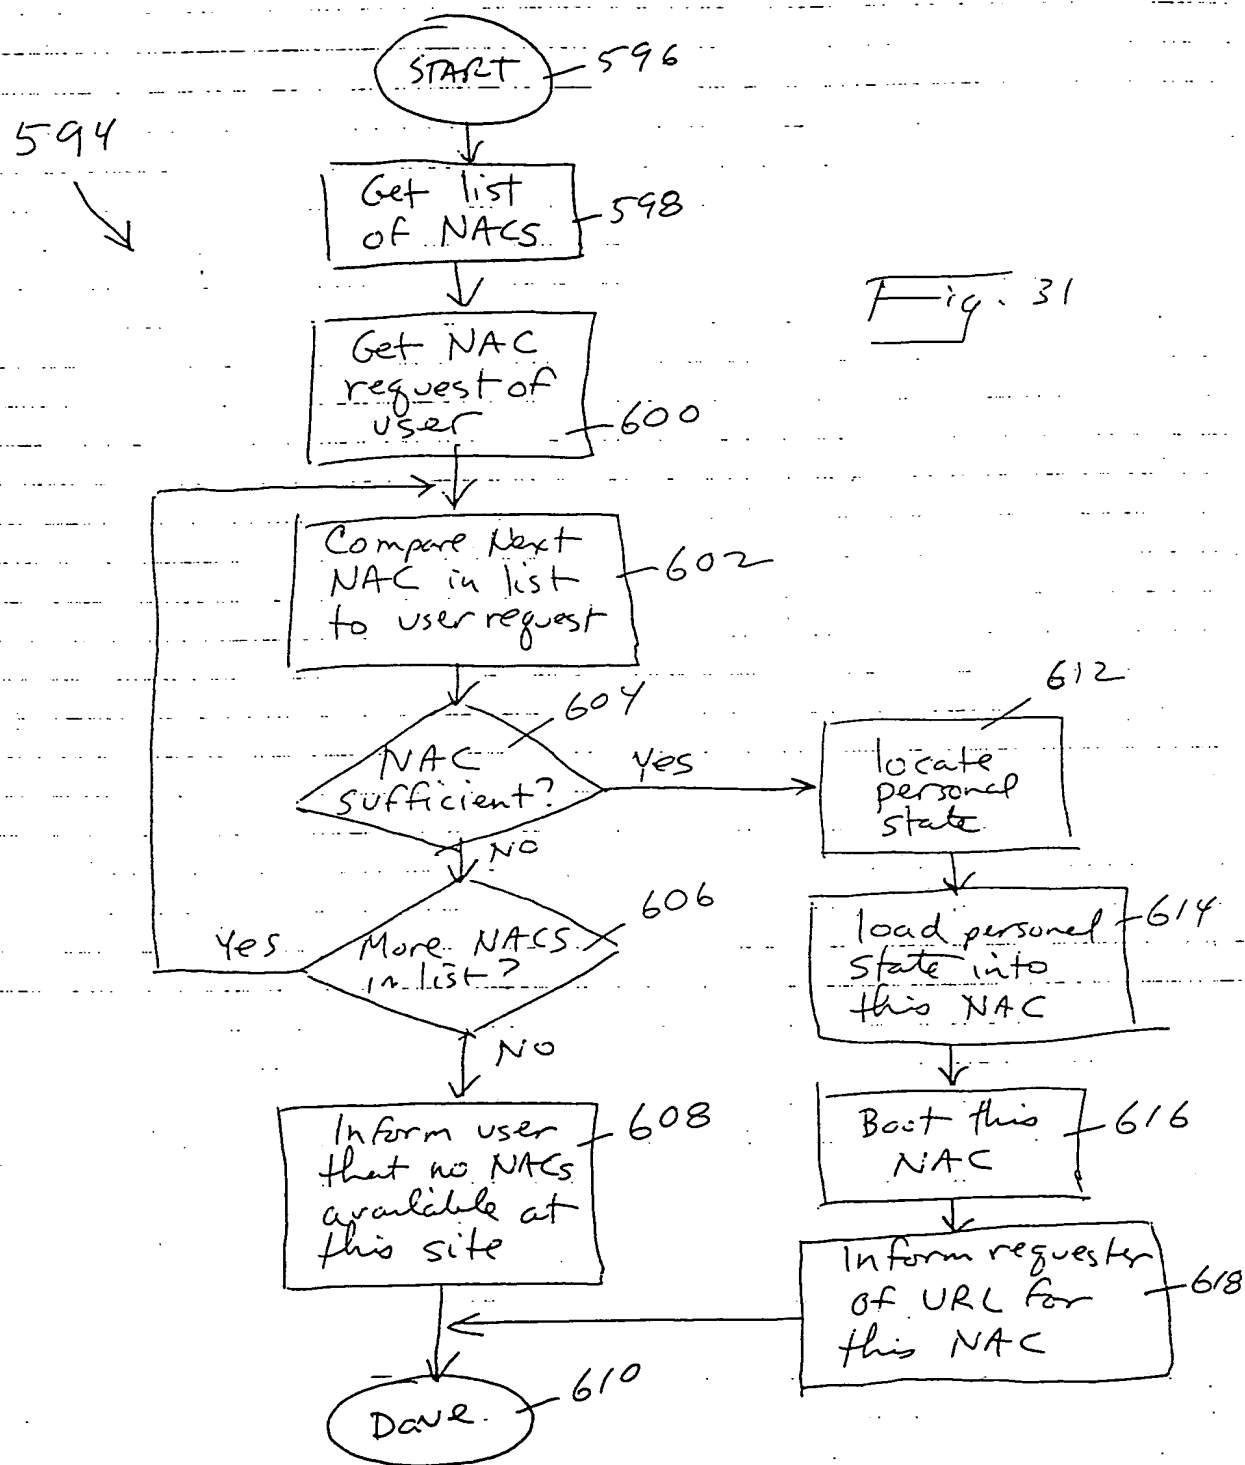 START
596
594
Get list
of NACS
598
Fig. 31
Get NAC
request of
user
600
Compare Next
NAC in list
to user request
602
604
NAC
sufficient?
Yes
NO
612
locate
personal
state
606
More NACS
in list?
Yes
NO
load personal
state into
this NAC
614
Boot this
NAC
616
Inform user
that no NACs
available at
this site
608
Inform requester
of URL for
this NAC
618
610
Done